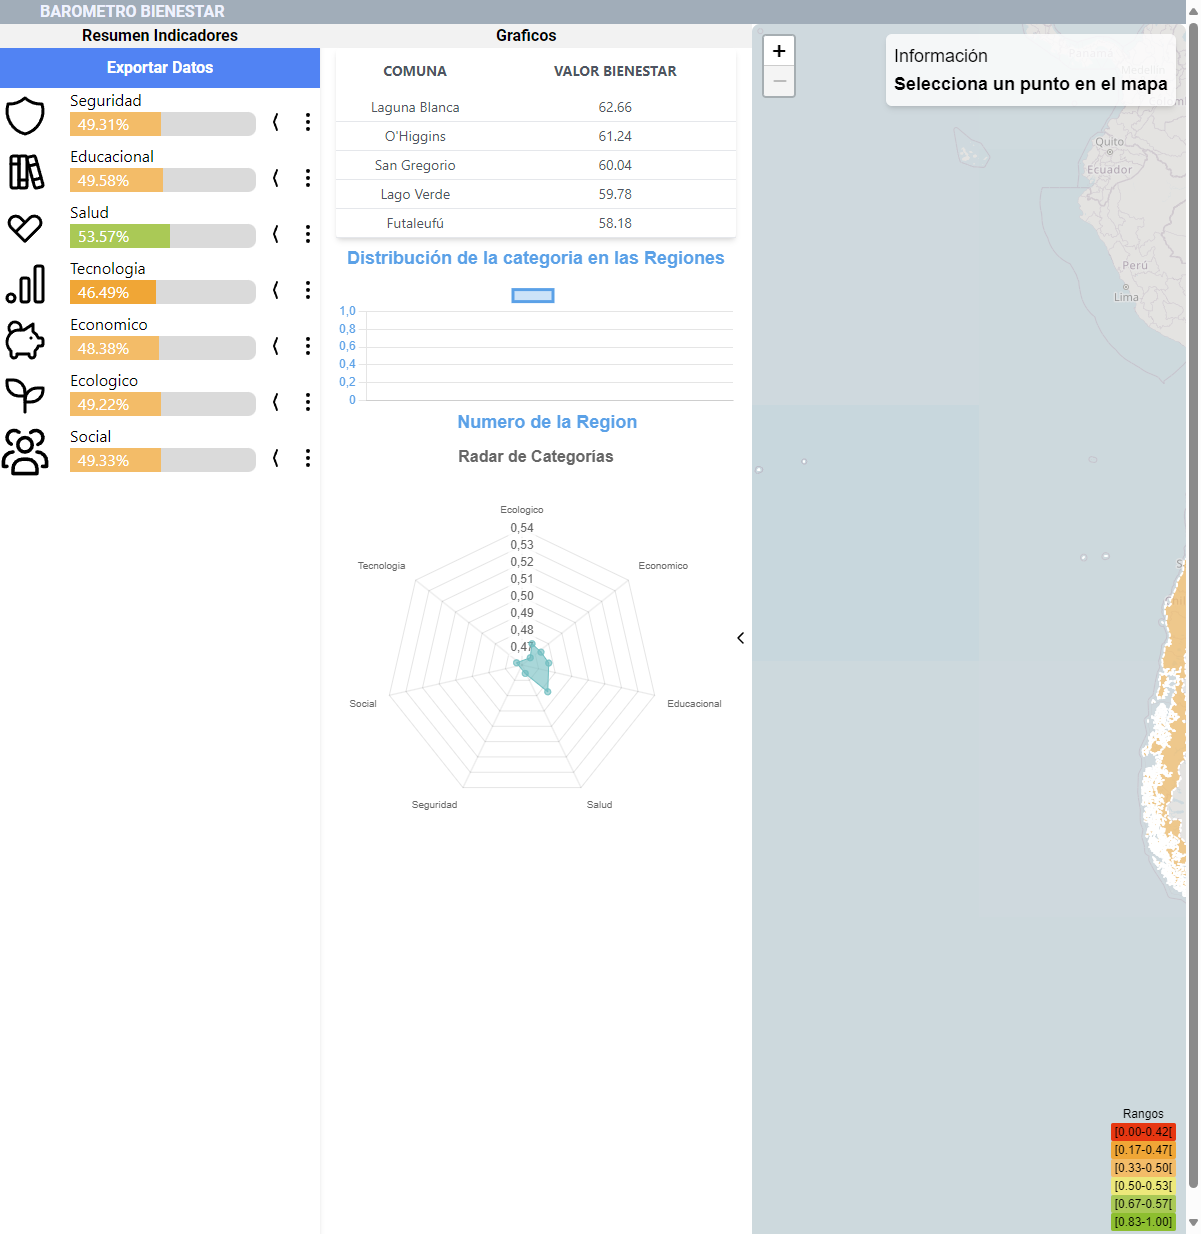 BAROMETRO BIENESTAR
Resumen Indicadores
Exportar Datos
Seguridad
49.31%
Educacional
49.58%
Salud
53.57%
Tecnologia
46.49%
Economico
48.38%
Ecologico
49.22%
Social
49.33%
Graficos
COMUNA VALOR BIENESTAR
Laguna Blanca 62.66
O'Higgins 61.24
San Gregorio 60.04
Lago Verde 59.78
Futaleufú 58.18
Distribución de la categoria en las Regiones
1,0
0,8
0,6
0,4
0,2
0
Numero de la Region
Radar de Categorías
Ecologico
0,54
0,53
0,52
0,51
0,50
0,49
0,48
0,47
Tecnologia
Economico
Social
Educacional
Seguridad
Salud
+
−
Información
Selecciona un punto en el mapa
Panamá
Medellín
Quito
Ecuador
Perú
Lima
Rangos
[0.00-0.42[
[0.17-0.47[
[0.33-0.50[
[0.50-0.53[
[0.67-0.57[
[0.83-1.00]